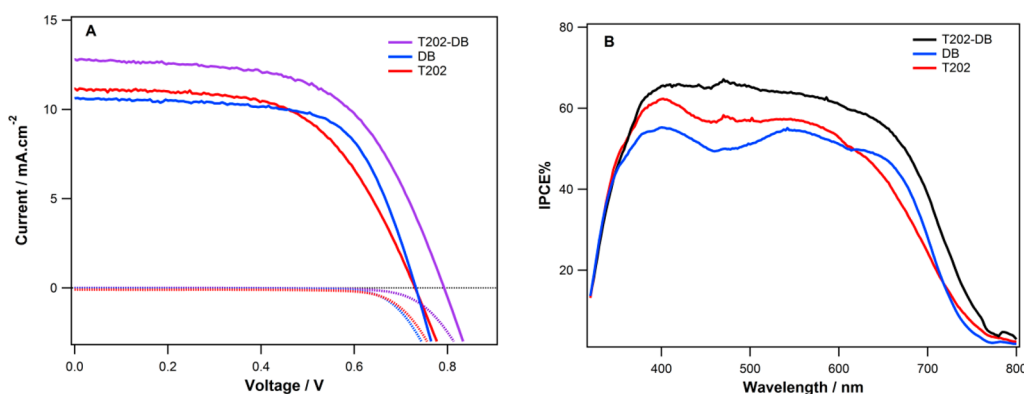 A
T202-DB
DB
T202
15
10
5
0
0.0
0.2
0.4
0.6
0.8
Current / mA.cm-2
Voltage / V
B
T202-DB
DB
T202
80
60
40
20
400
500
600
700
800
IPCE%
Wavelength / nm